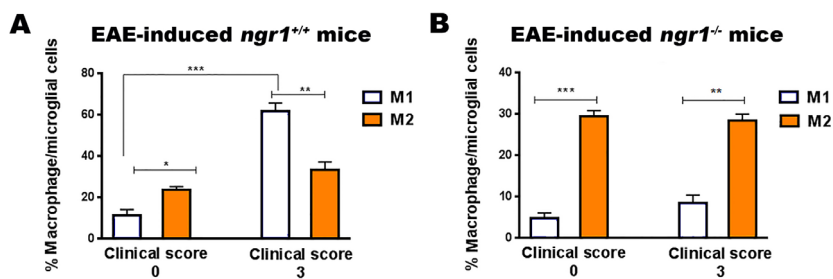 A
EAE-induced ngr1+/+ mice
% Macrophage/microglial cells
80
60
40
20
0
***
**
*
M1
M2
Clinical score
0
Clinical score
3
B
EAE-induced ngr1-/- mice
% Macrophage/microglial cells
40
30
20
10
0
***
**
M1
M2
Clinical score
0
Clinical score
3